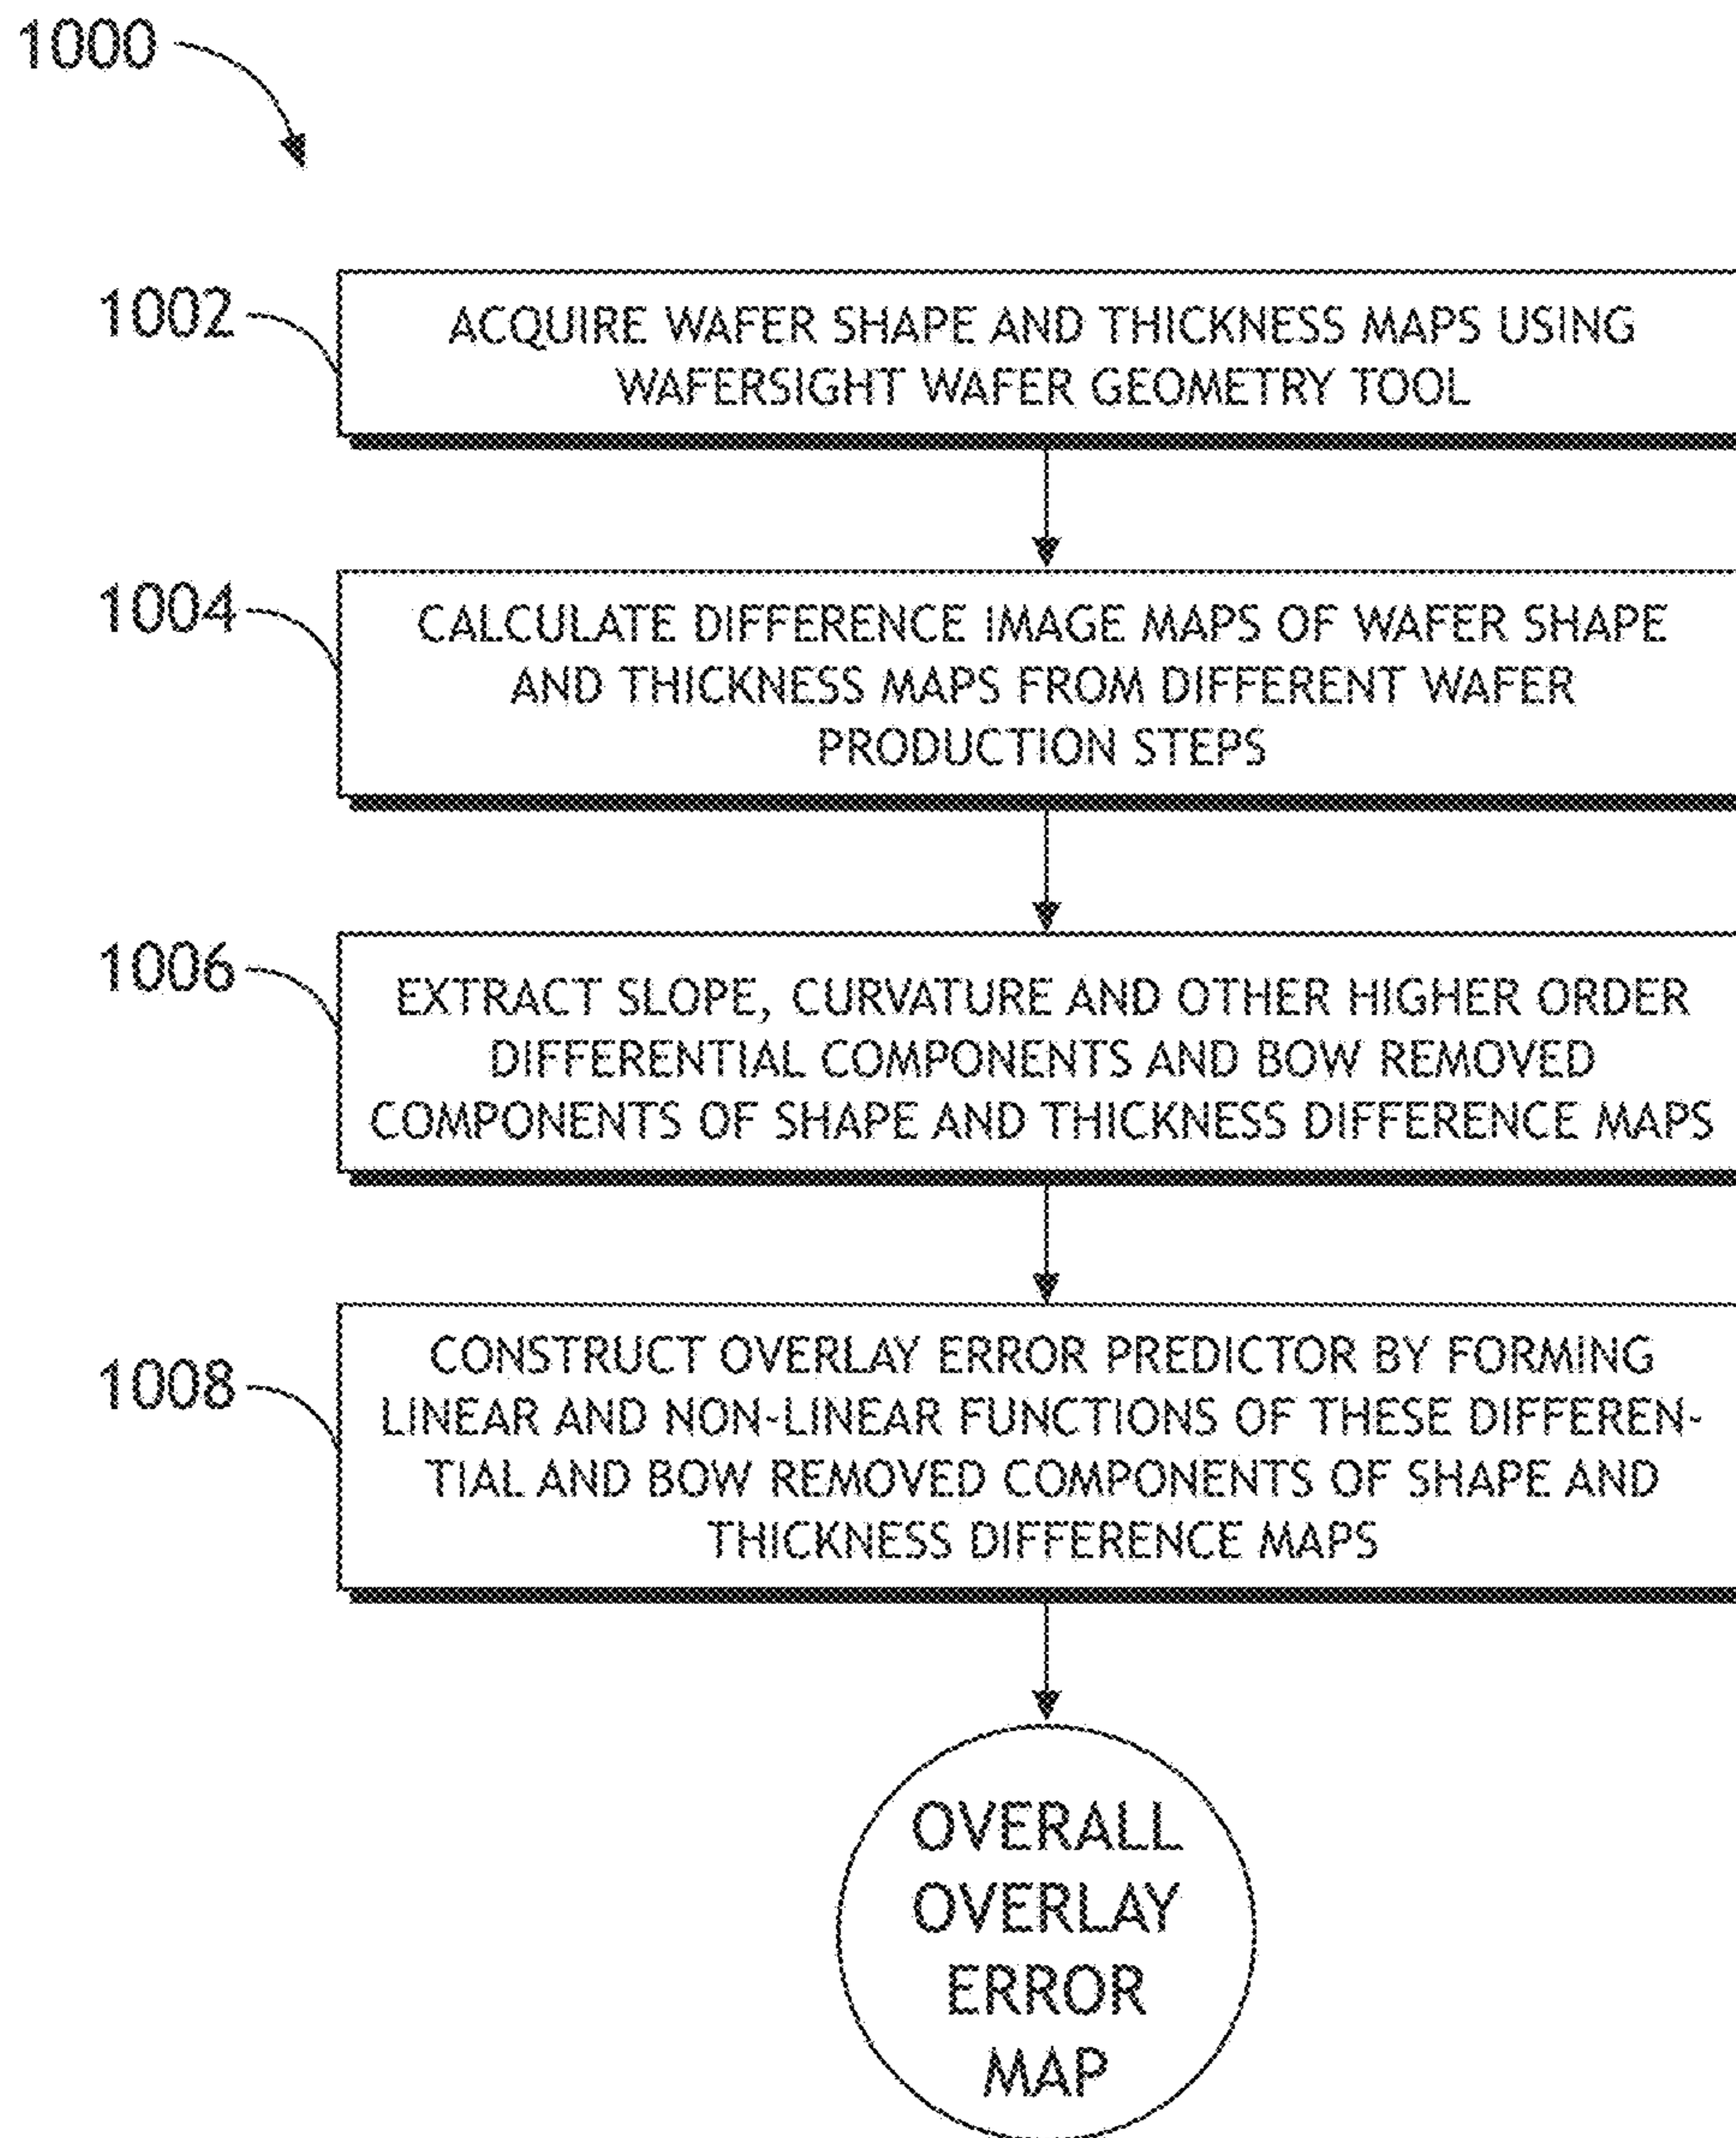 1000
1002
ACQUIRE WAFER SHAPE AND THICKNESS MAPS USING
WAFERSIGHT WAFER GEOMETRY TOOL
1004
CALCULATE DIFFERENCE IMAGE MAPS OF WAFER SHAPE
AND THICKNESS MAPS FROM DIFFERENT WAFER
PRODUCTION STEPS
1006
EXTRACT SLOPE, CURVATURE AND OTHER HIGHER ORDER
DIFFERENTIAL COMPONENTS AND BOW REMOVED
COMPONENTS OF SHAPE AND THICKNESS DIFFERENCE MAPS
1008
CONSTRUCT OVERLAY ERROR PREDICTOR BY FORMING
LINEAR AND NON-LINEAR FUNCTIONS OF THESE DIFFEREN-
TIAL AND BOW REMOVED COMPONENTS OF SHAPE AND
THICKNESS DIFFERENCE MAPS
OVERALL
OVERLAY
ERROR
MAP